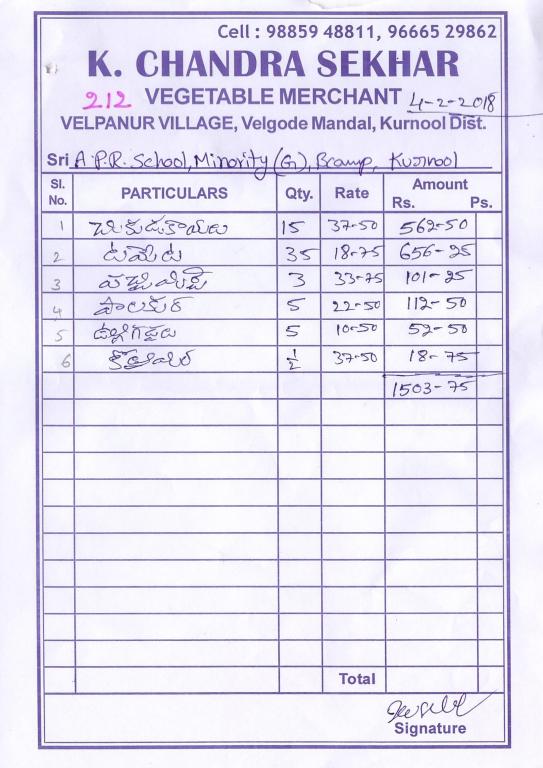 Cell : 98859 48811, 96665 29862
K. CHANDRA SEKHAR
212 VEGETABLE MERCHANT 4-2-2018
VELPANUR VILLAGE, Velgode Mandal, Kurnool Dist.
Sri A P.R. School, Minority (G), Bcamp, Kurnool
Sl. No. PARTICULARS Qty. Rate Amount Rs. Ps.
1 చికుడుకాయలు 15 37-50 562-50
2 టమోట 35 18-75 656-25
3 పచ్చిమిర్చి 3 33-75 101-25
4 పాలకుర 5 22-50 112-50
5 ఉల్లిగడ్డలు 5 10-50 52-50
6 ½ 37-50 18-75
1503-75
Total
Signature